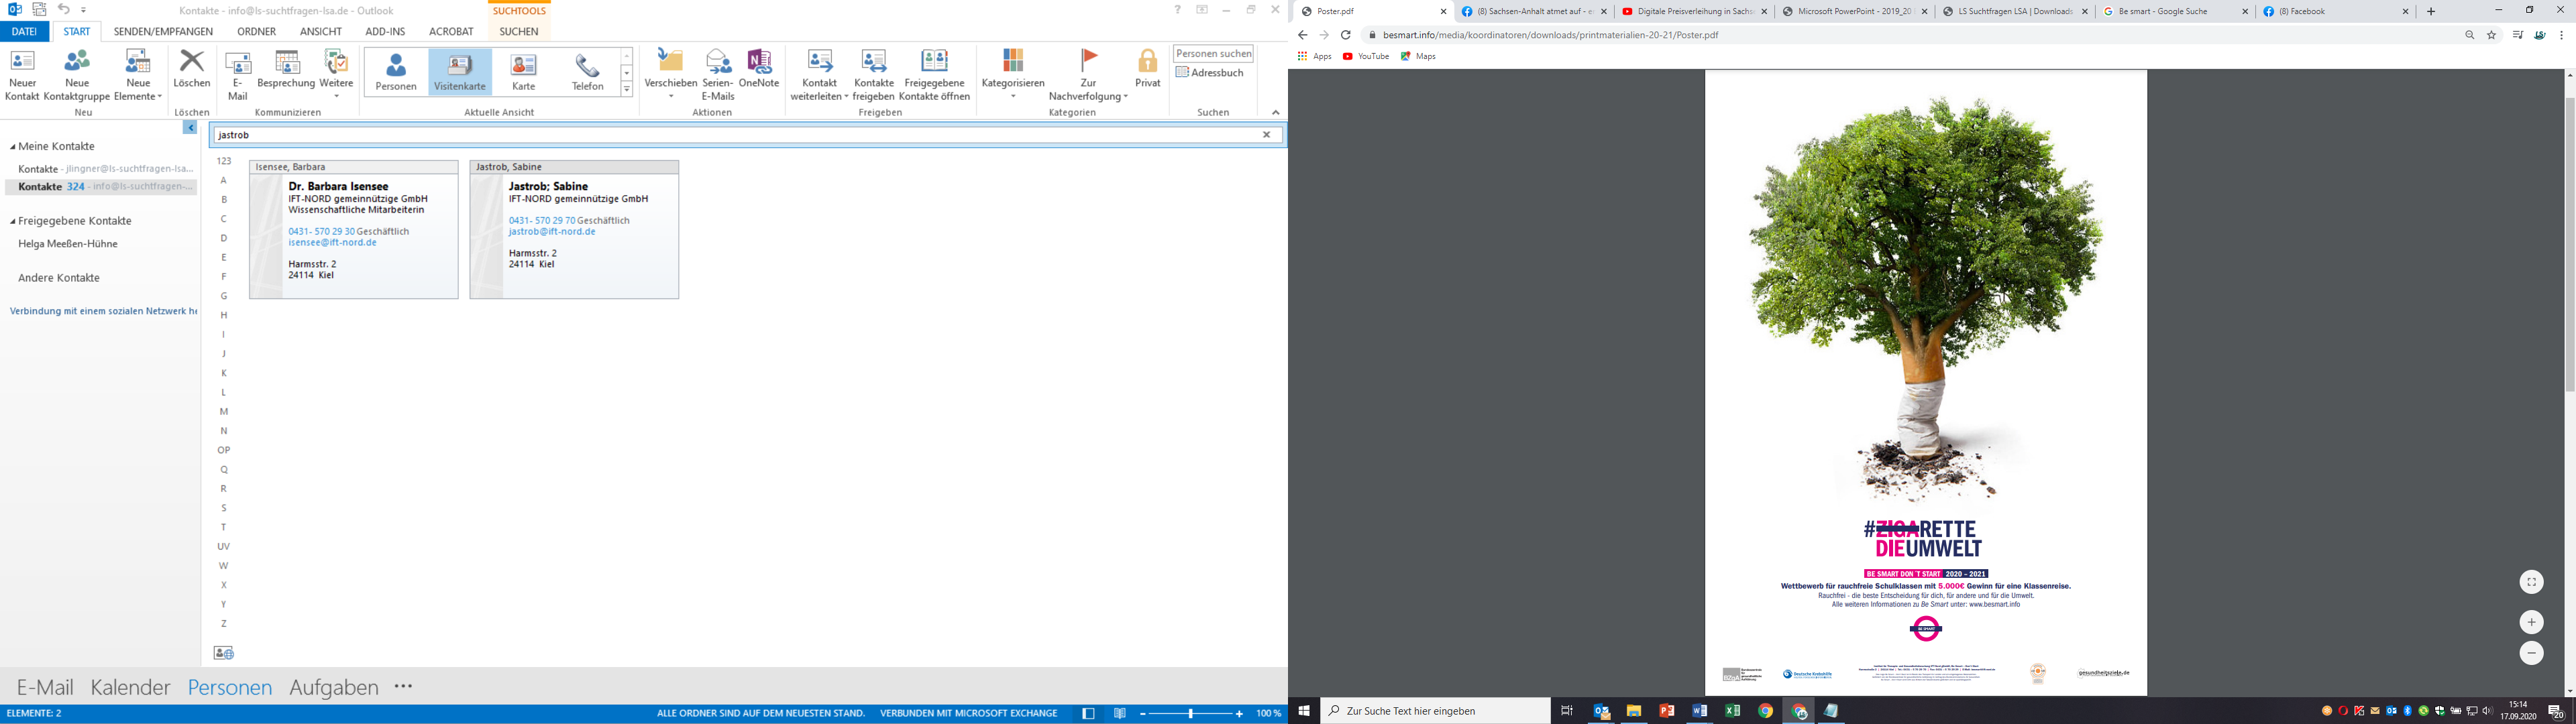 Kontakte - info@ls-suchtfragen-lsa.de - Outlook
SUCHTOOLS
DATEI START SENDEN/EMPFANGEN ORDNER ANSICHT ADD-INS ACROBAT SUCHEN
Neuer Kontakt
Neue Kontaktgruppe
Neue Elemente
Löschen
E-Mail
Besprechung
Weitere
Personen
Visitenkarte
Karte
Telefon
Verschieben
Serien-E-Mails
OneNote
Kontakt weiterleiten
Kontakte freigeben
Freigegebene Kontakte öffnen
Kategorisieren
Zur Nachverfolgung
Privat
Personen suchen
Adressbuch
Neu Löschen Kommunizieren Aktuelle Ansicht Aktionen Freigeben Kategorien Suchen
Meine Kontakte
Kontakte - jlingner@ls-suchtfragen-lsa...
Kontakte 324 - info@ls-suchtfragen-...
Freigegebene Kontakte
Helga Meeßen-Hühne
Andere Kontakte
Verbindung mit einem sozialen Netzwerk he
jastrob
123
A
B
C
D
E
F
G
H
I
J
K
L
M
N
OP
Q
R
S
T
UV
W
X
Y
Z
Isensee, Barbara
Dr. Barbara Isensee
IFT-NORD gemeinnützige GmbH
Wissenschaftliche Mitarbeiterin
0431- 570 29 30 Geschäftlich
isensee@ift-nord.de
Harmsstr. 2
24114 Kiel
Jastrob, Sabine
Jastrob; Sabine
IFT-NORD gemeinnützige GmbH
0431- 570 29 70 Geschäftlich
jastrob@ift-nord.de
Harmsstr. 2
24114 Kiel
E-Mail Kalender Personen Aufgaben ...
ELEMENTE: 2
ALLE ORDNER SIND AUF DEM NEUESTEN STAND. VERBUNDEN MIT MICROSOFT EXCHANGE 100 %
Poster.pdf
(8) Sachsen-Anhalt atmet auf - e
Digitale Preisverleihung in Sachs
Microsoft PowerPoint - 2019_20
LS Suchtfragen LSA | Downloads
Be smart - Google Suche
(8) Facebook
besmart.info/media/koordinatoren/downloads/printmaterialien-20-21/Poster.pdf
Apps YouTube Maps
#ZIGARETTE
DIEUMWELT
BE SMART DON´T START 2020 – 2021
Wettbewerb für rauchfreie Schulklassen mit 5.000€ Gewinn für eine Klassenreise.
Rauchfrei - die beste Entscheidung für dich, für andere und für die Umwelt.
Alle weiteren Informationen zu Be Smart unter: www.besmart.info
BE SMART
BZgA
Deutsche Krebshilfe
gesundheitsziele.de
Zur Suche Text hier eingeben
15:14
17.09.2020
20